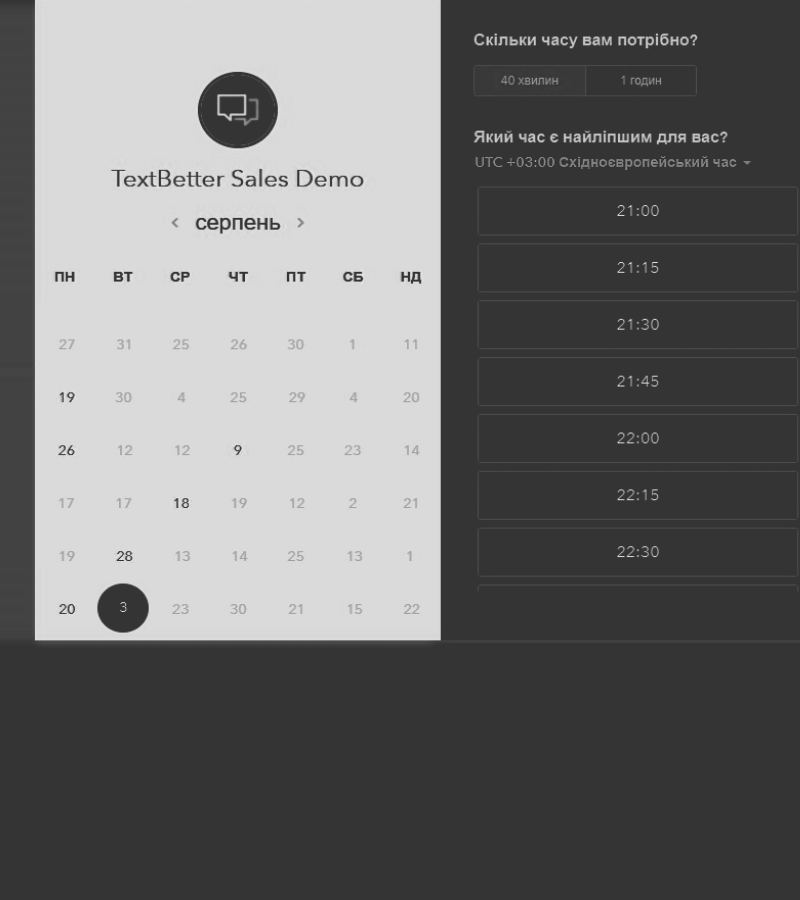 TextBetter Sales Demo
серпень
ПН ВТ СР ЧТ ПТ СБ НД
27 31 25 26 30 1 11
19 30 4 25 29 4 20
26 12 12 9 25 23 14
17 17 18 19 12 2 21
19 28 13 14 25 13 1
20 3 23 30 21 15 22
Скільки часу вам потрібно?
40 хвилин 1 годин
Який час є найліпшим для вас?
UTC +03:00 Східноєвропейський час
21:00
21:15
21:30
21:45
22:00
22:15
22:30